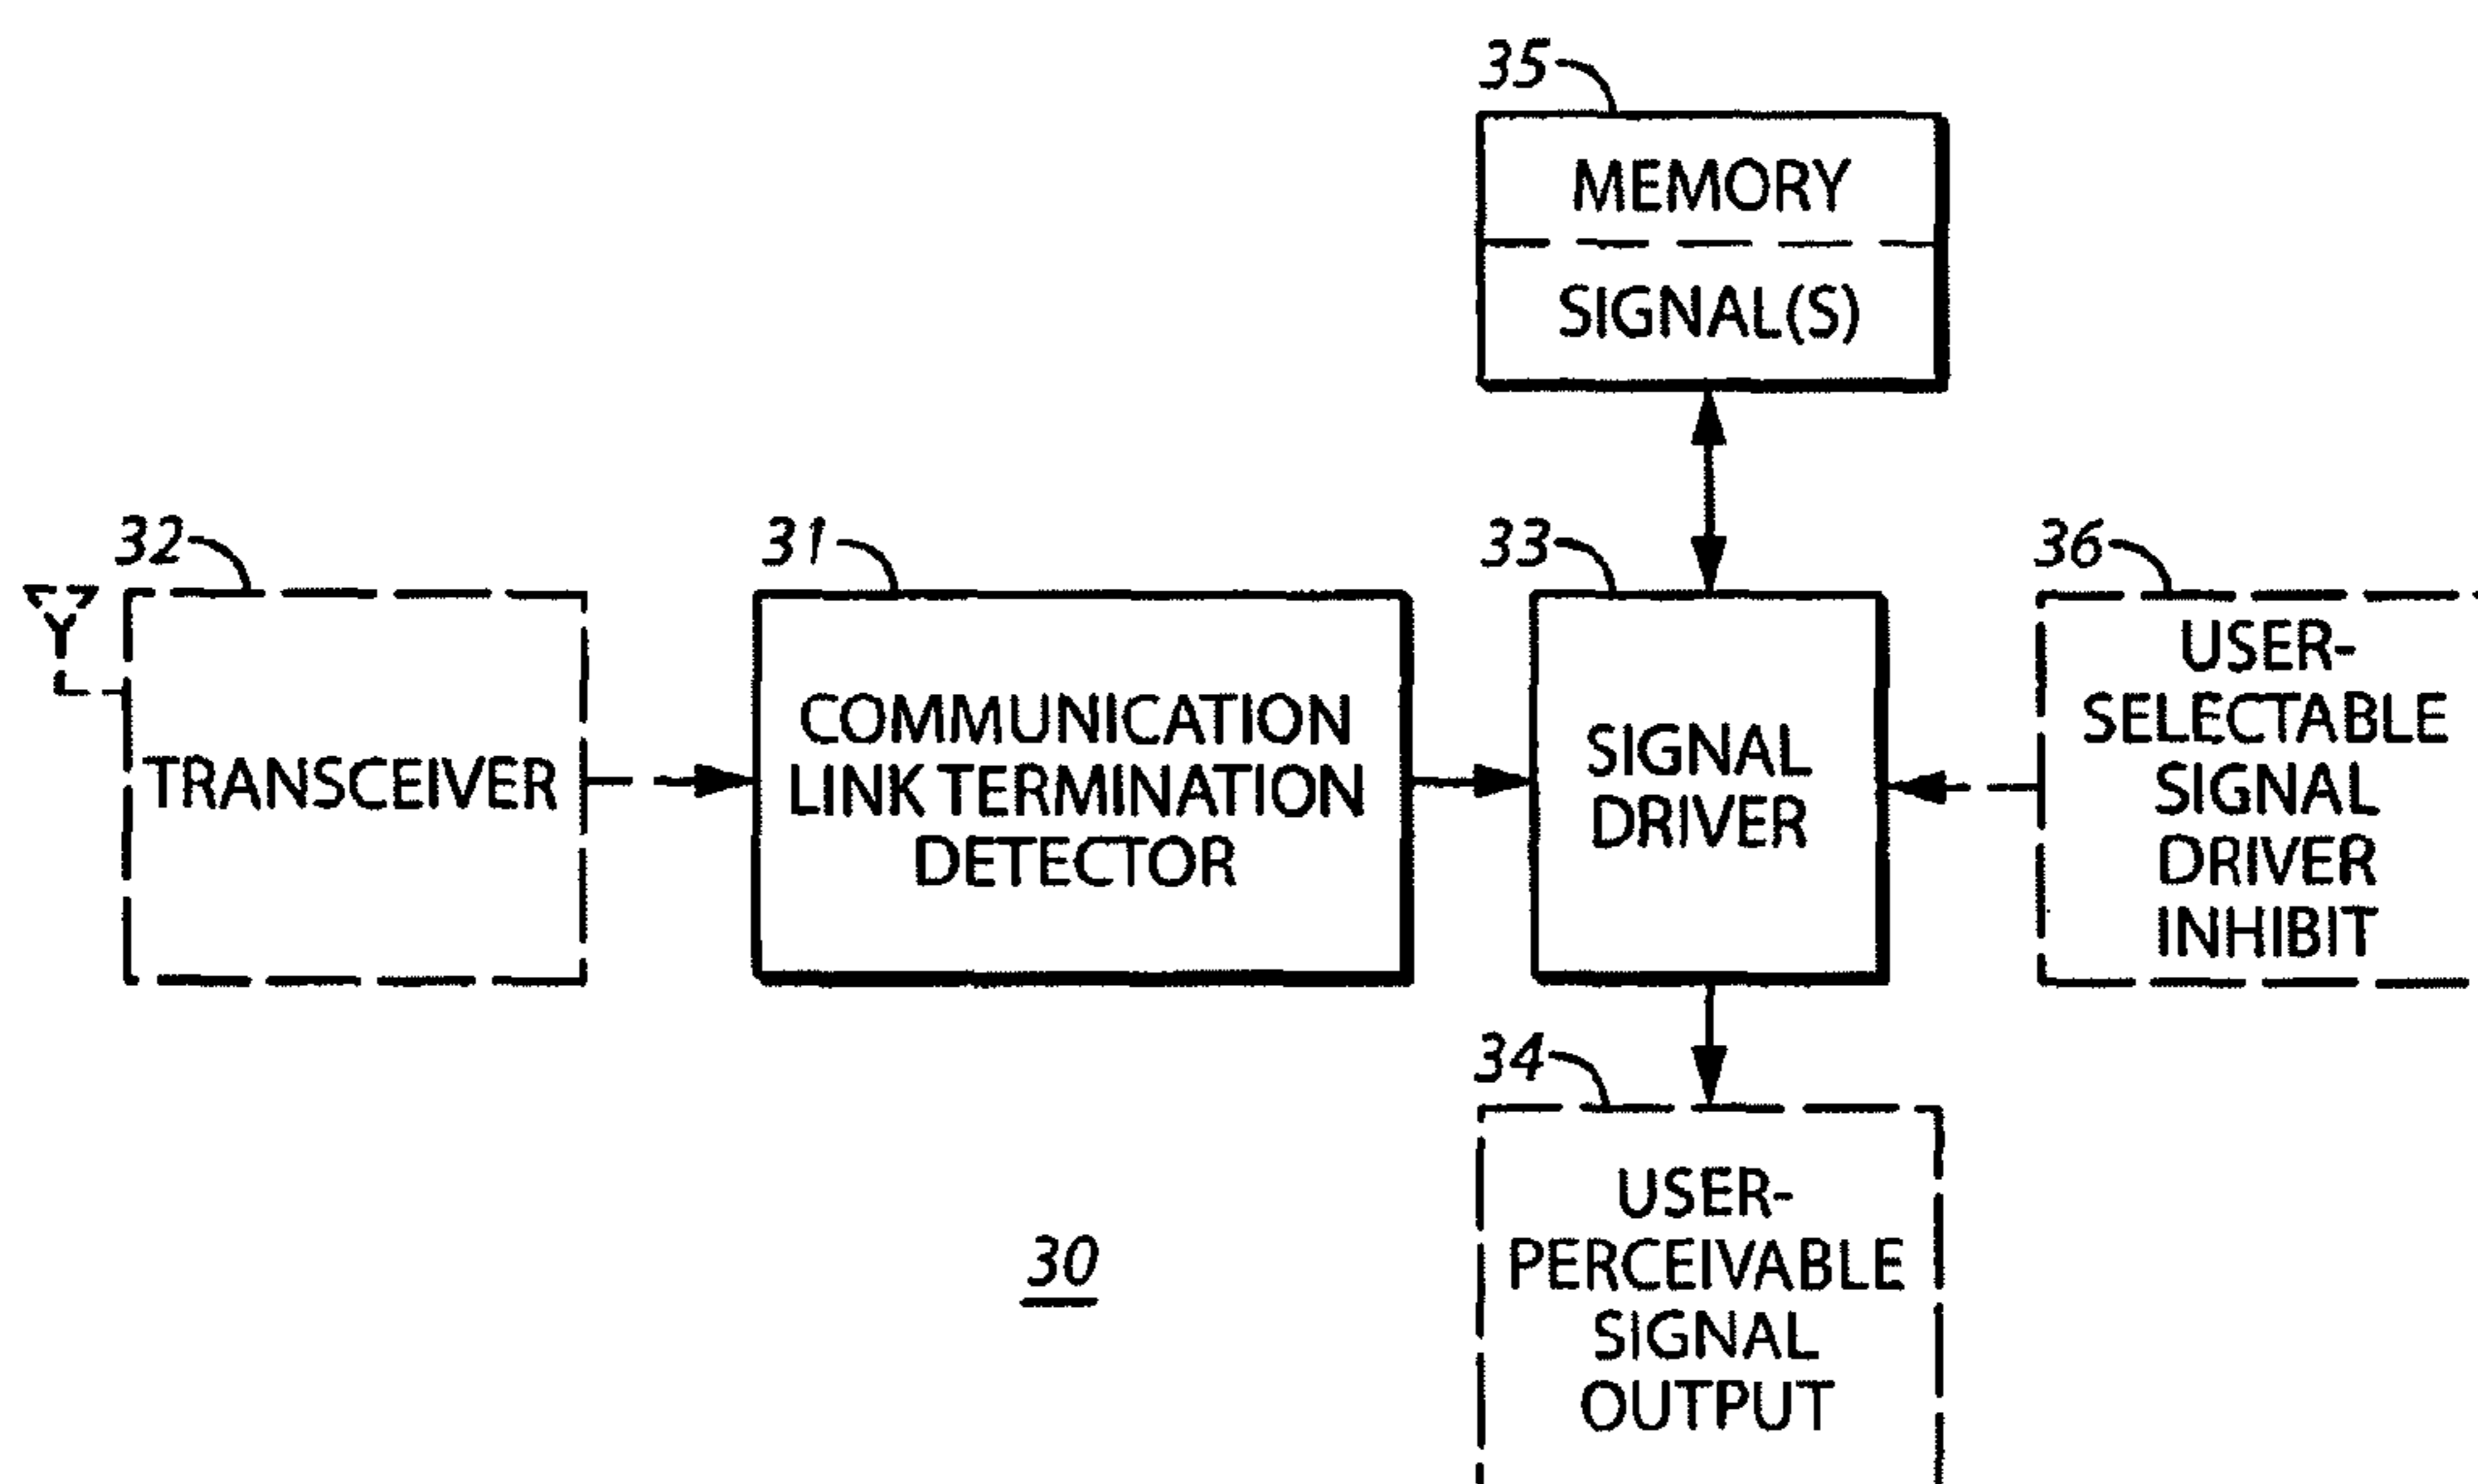 35
MEMORY
SIGNAL(S)
32
TRANSCEIVER
31
COMMUNICATION
LINK TERMINATION
DETECTOR
33
SIGNAL
DRIVER
36
USER-
SELECTABLE
SIGNAL
DRIVER
INHIBIT
34
USER-
PERCEIVABLE
SIGNAL
OUTPUT
30